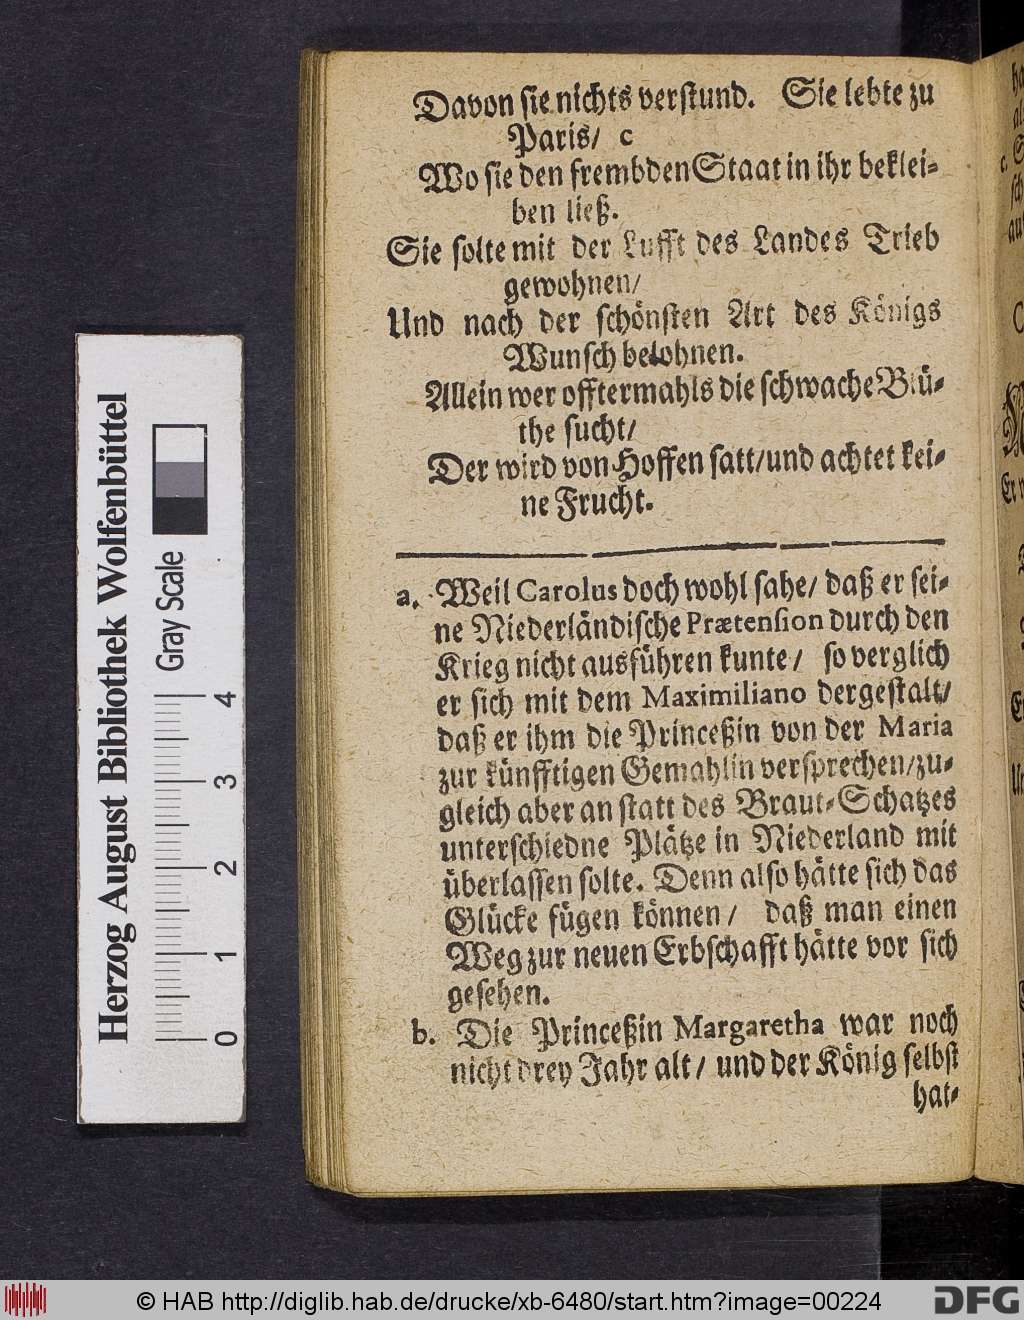 Davon sie nichts verstund. Sie lebte zu
Paris/ c
Wo sie den frembden Staat in ihr beklei-
ben ließ.
Sie solte mit der Lufft des Landes Trieb
gewohnen/
Und nach der schönsten Art des Königs
Wunsch belohnen.
Allein wer offtermahls die schwache Blü-
the sucht/
Der wird von Hoffen satt/und achtet kei-
ne Frucht.
a. Weil Carolus doch wohl sahe/ daß er sei-
ne Niederländische Prætension durch den
Krieg nicht ausführen kunte/ so verglich
er sich mit dem Maximiliano dergestalt/
daß er ihm die Princeßin von der Maria
zur künfftigen Gemahlin versprechen/zu-
gleich aber an statt des Braut-Schatzes
unterschiedne Plätze in Niederland mit
überlassen solte. Denn also hätte sich das
Glücke fügen können/ daß man einen
Weg zur neuen Erbschafft hätte vor sich
gesehen.
b. Die Princeßin Margaretha war noch
nicht drey Jahr alt/ und der König selbst
hat-
Herzog August Bibliothek Wolfenbüttel
Gray Scale
0 1 2 3 4
© HAB http://diglib.hab.de/drucke/xb-6480/start.htm?image=00224
DFG